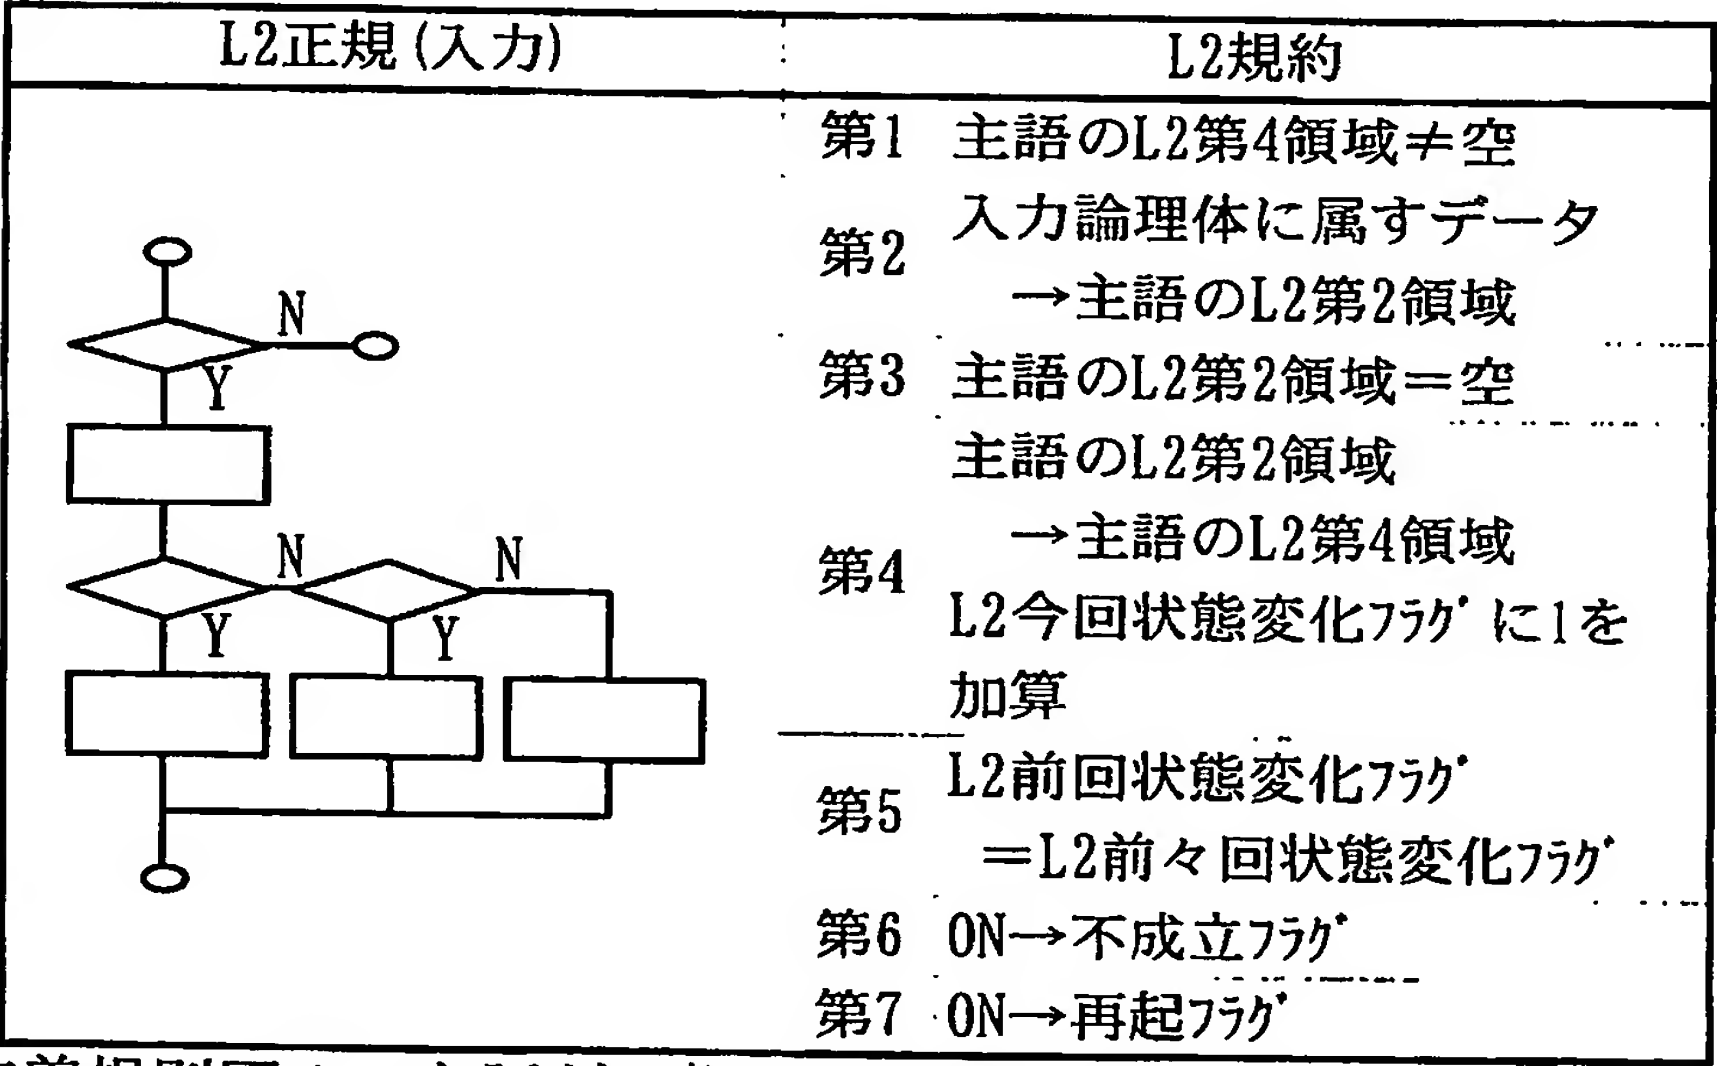 L2正規(入力)
L2規約
N
Y
N
N
Y
Y
第1 主語のL2第4領域≠空
第2 入力論理体に属すデータ
→主語のL2第2領域
第3 主語のL2第2領域＝空
第4 主語のL2第2領域
→主語のL2第4領域
L2今回状態変化ﾌﾗｸﾞに1を
加算
第5 L2前回状態変化ﾌﾗｸﾞ
＝L2前々回状態変化ﾌﾗｸﾞ
第6 ON→不成立ﾌﾗｸﾞ
第7 ON→再起ﾌﾗｸﾞ